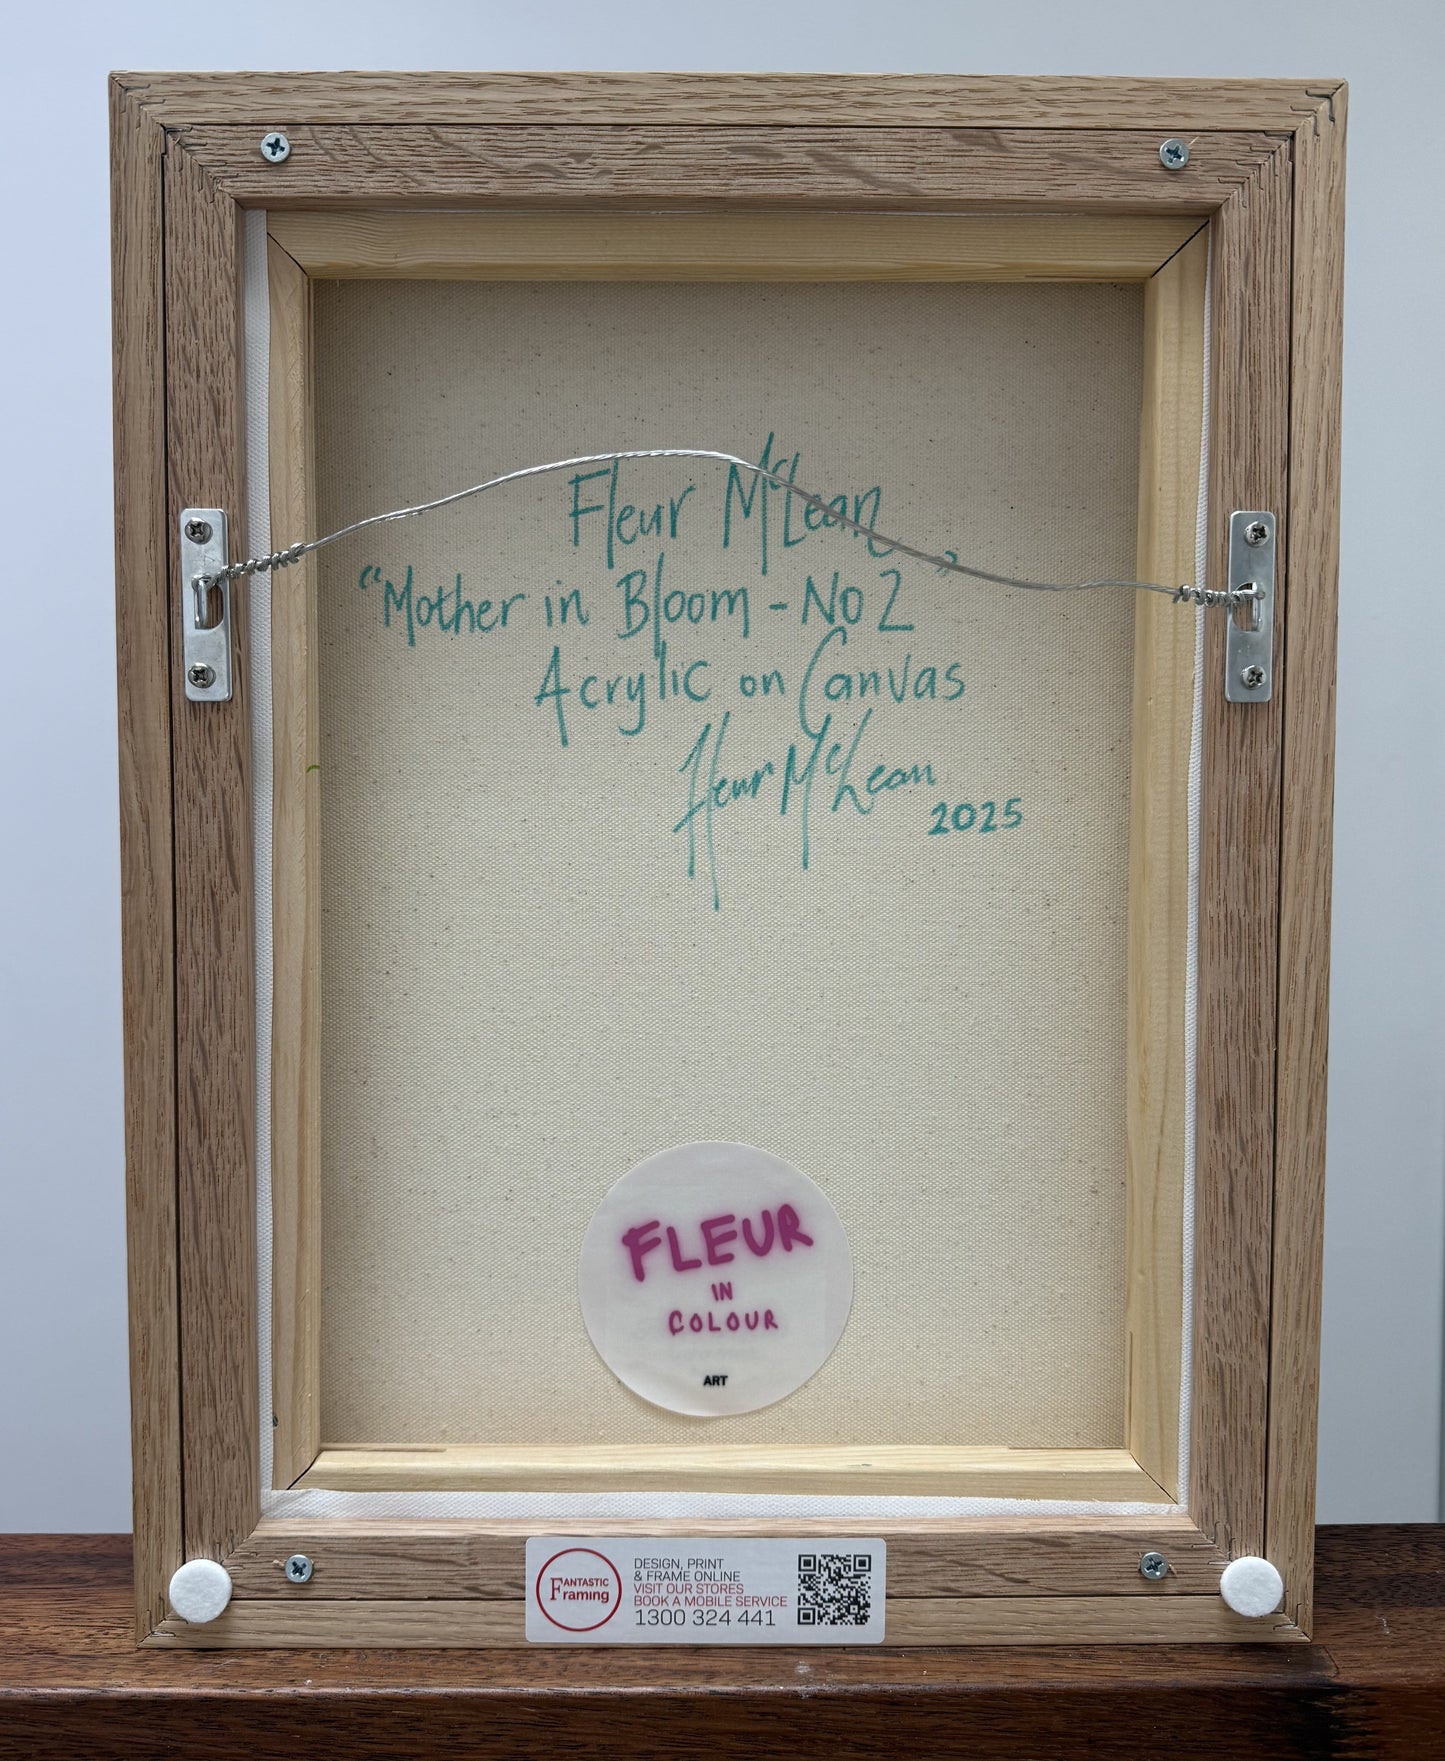 Fleur McLean
"Mother in Bloom - No 2"
Acrylic on Canvas
Fleur McLean
2025
FLEUR
IN
COLOUR
ART
FANTASTIC
Framing
DESIGN, PRINT
& FRAME ONLINE
VISIT OUR STORES
BOOK A MOBILE SERVICE
1300 324 441